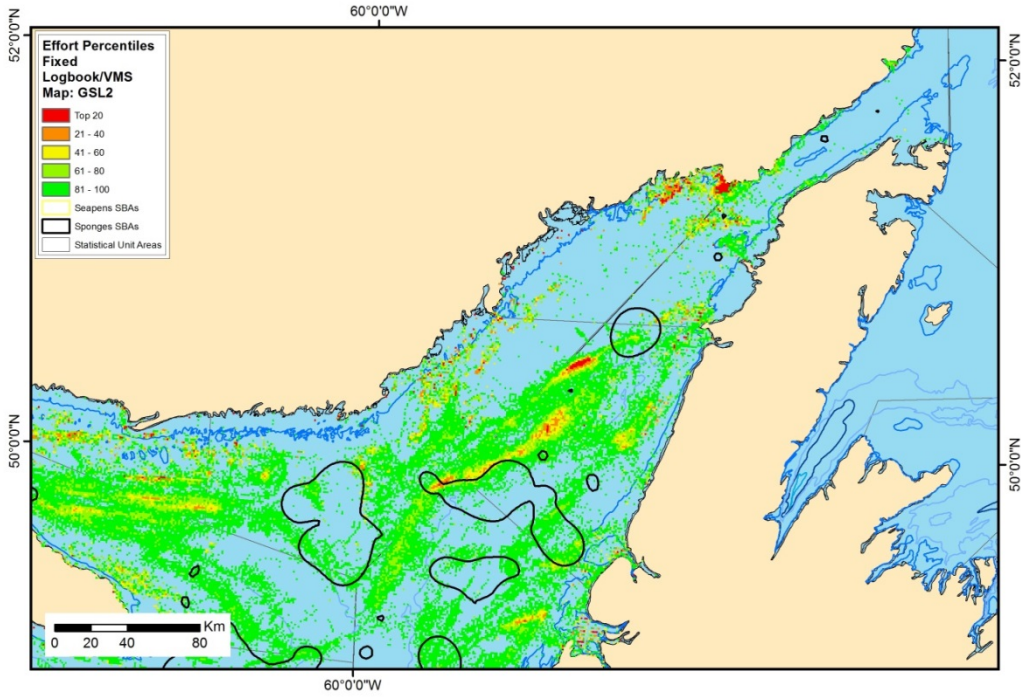 60°0'0"W
52°0'0"N
52°0'0"N
Effort Percentiles
Fixed
Logbook/VMS
Map: GSL2
Top 20
21 - 40
41 - 60
61 - 80
81 - 100
Seapens SBAs
Sponges SBAs
Statistical Unit Areas
50°0'0"N
50°0'0"N
Km
0 20 40 80
60°0'0"W